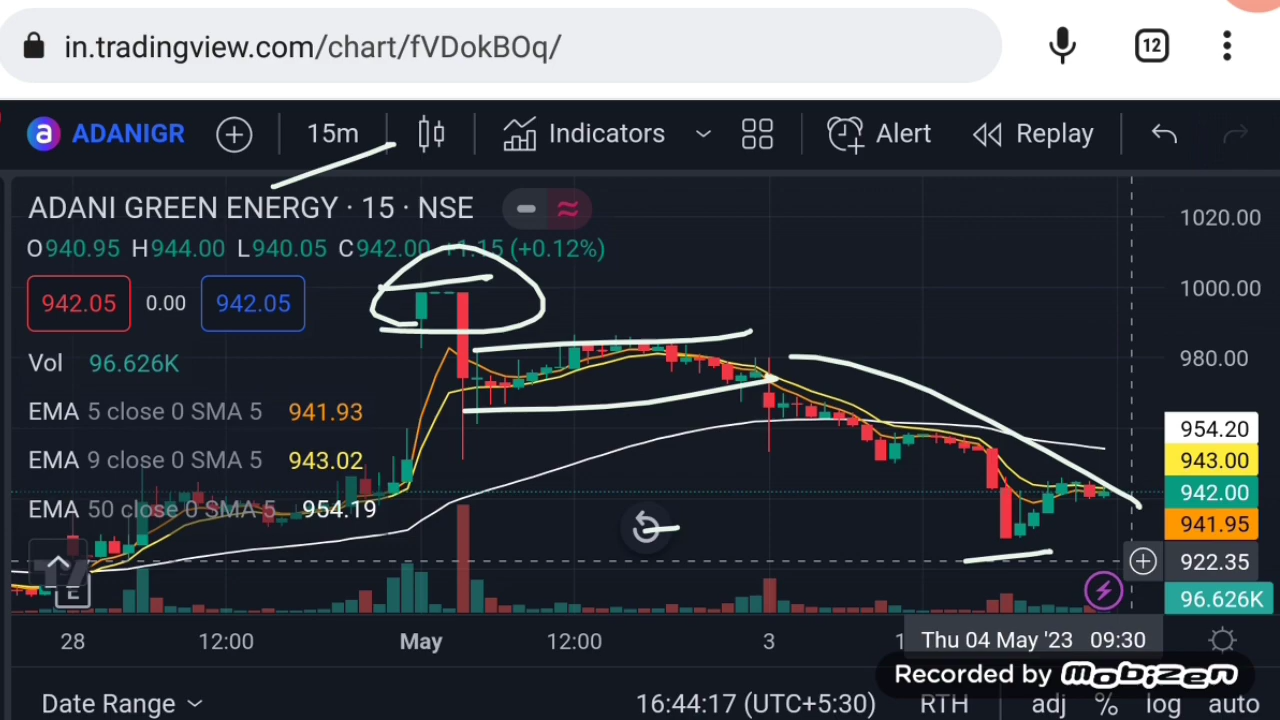 in.tradingview.com/chart/fVDokBOq/ 12
a ADANIGR 15m Indicators Alert Replay
ADANI GREEN ENERGY · 15 · NSE
O940.95 H944.00 L940.05 C942.00 +1.15 (+0.12%)
942.05 0.00 942.05
Vol 96.626K
EMA 5 close 0 SMA 5 941.93
EMA 9 close 0 SMA 5 943.02
EMA 50 close 0 SMA 5 954.19
E
1020.00
1000.00
980.00
954.20
943.00
942.00
941.95
922.35
96.626K
28 12:00 May 12:00 3 Thu 04 May '23 09:30
Recorded by mobizen
Date Range 16:44:17 (UTC+5:30) RTH adj % log auto